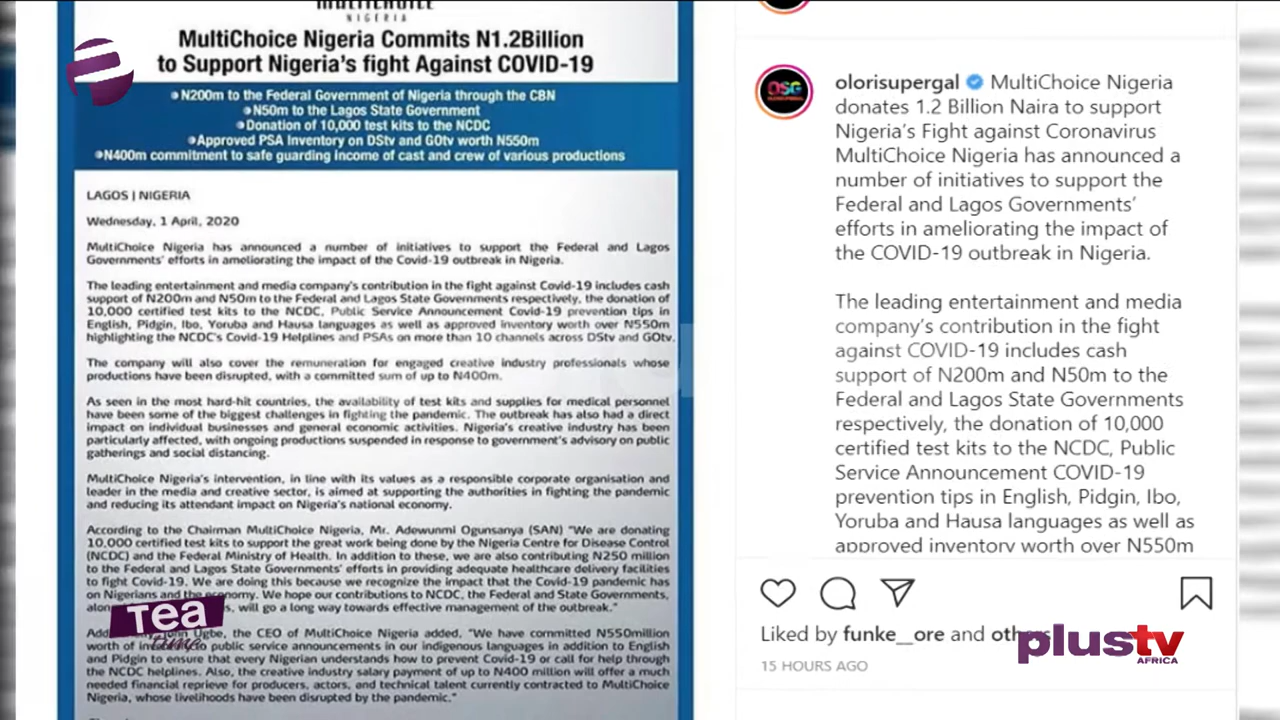 MULTICHOICE
NIGERIA
MultiChoice Nigeria Commits N1.2Billion
to Support Nigeria's fight Against COVID-19
N200m to the Federal Government of Nigeria through the CBN
N50m to the Lagos State Government
Donation of 10,000 test kits to the NCDC
Approved PSA Inventory on DStv and GOtv worth N550m
N400m commitment to safe guarding income of cast and crew of various productions
LAGOS | NIGERIA
Wednesday, 1 April, 2020
MultiChoice Nigeria has announced a number of initiatives to support the Federal and Lagos
Governments' efforts in ameliorating the impact of the Covid-19 outbreak in Nigeria.
The leading entertainment and media company's contribution in the fight against Covid-19 includes cash
support of N200m and N50m to the Federal and Lagos State Governments respectively, the donation of
10,000 certified test kits to the NCDC, Public Service Announcement Covid-19 prevention tips in
English, Pidgin, Ibo, Yoruba and Hausa languages as well as approved inventory worth over N550m
highlighting the NCDC's Covid-19 Helplines and PSAs on more than 10 channels across DStv and GOtv.
The company will also cover the remuneration for engaged creative industry professionals whose
productions have been disrupted, with a committed sum of up to N400m.
As seen in the most hard-hit countries, the availability of test kits and supplies for medical personnel
have been some of the biggest challenges in fighting the pandemic. The outbreak has also had a direct
impact on individual businesses and general economic activities. Nigeria's creative industry has been
particularly affected, with ongoing productions suspended in response to government's advisory on public
gatherings and social distancing.
MultiChoice Nigeria's intervention, in line with its values as a responsible corporate organisation and
leader in the media and creative sector, is aimed at supporting the authorities in fighting the pandemic
and reducing its attendant impact on Nigeria's national economy.
According to the Chairman MultiChoice Nigeria, Mr. Adewunmi Ogunsanya (SAN) "We are donating
10,000 certified test kits to support the great work being done by the Nigeria Centre for Disease Control
(NCDC) and the Federal Ministry of Health. In addition to these, we are also contributing N250 million
to the Federal and Lagos State Governments' efforts in providing adequate healthcare delivery facilities
to fight Covid-19. We are doing this because we recognize the impact that the Covid-19 pandemic has
on Nigerians and the economy. We hope our contributions to NCDC, the Federal and State Governments,
will go a long way towards effective management of the outbreak."
John Ugbe, the CEO of MultiChoice Nigeria added, "We have committed N550million
worth of to public service announcements in our indigenous languages in addition to English
and Pidgin to ensure that every Nigerian understands how to prevent Covid-19 or call for help through
the NCDC helplines. Also, the creative industry salary payment of up to N400 million will offer a much
needed financial reprieve for producers, actors, and technical talent currently contracted to MultiChoice
Nigeria, whose livelihoods have been disrupted by the pandemic."
Tea
time
OSG
olorisupergal MultiChoice Nigeria
donates 1.2 Billion Naira to support
Nigeria's Fight against Coronavirus
MultiChoice Nigeria has announced a
number of initiatives to support the
Federal and Lagos Governments'
efforts in ameliorating the impact of
the COVID-19 outbreak in Nigeria.
The leading entertainment and media
company's contribution in the fight
against COVID-19 includes cash
support of N200m and N50m to the
Federal and Lagos State Governments
respectively, the donation of 10,000
certified test kits to the NCDC, Public
Service Announcement COVID-19
prevention tips in English, Pidgin, Ibo,
Yoruba and Hausa languages as well as
approved inventory worth over N550m
Liked by funke__ore and others
15 HOURS AGO
plustv
AFRICA